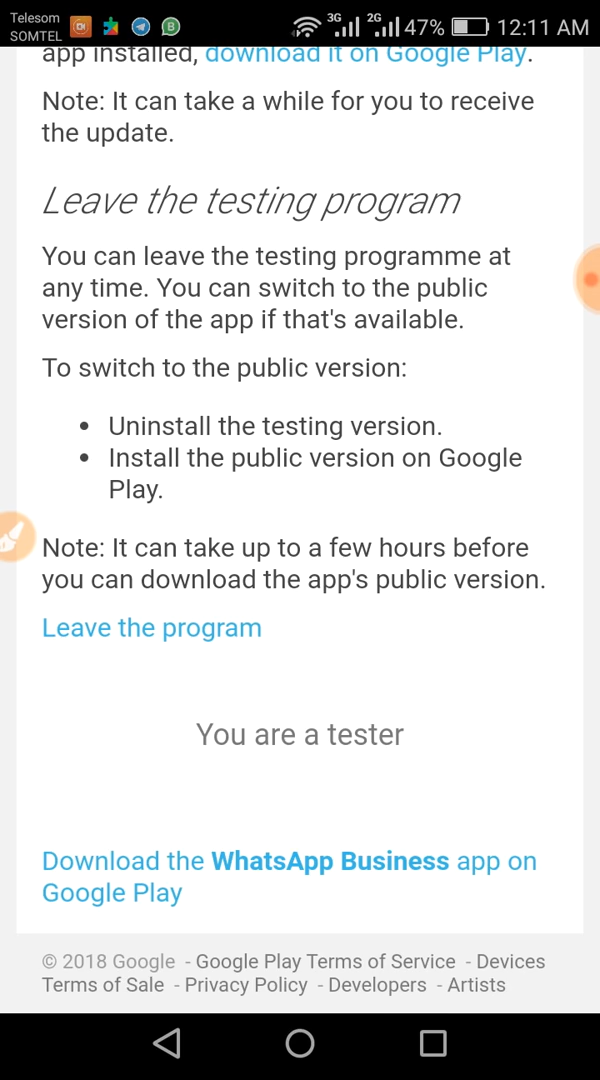 Telesom
SOMTEL
3G 2G 47% 12:11 AM
app installed, download it on Google Play.
Note: It can take a while for you to receive
the update.
Leave the testing program
You can leave the testing programme at
any time. You can switch to the public
version of the app if that's available.
To switch to the public version:
• Uninstall the testing version.
• Install the public version on Google
Play.
Note: It can take up to a few hours before
you can download the app's public version.
Leave the program
You are a tester
Download the WhatsApp Business app on
Google Play
© 2018 Google - Google Play Terms of Service - Devices
Terms of Sale - Privacy Policy - Developers - Artists